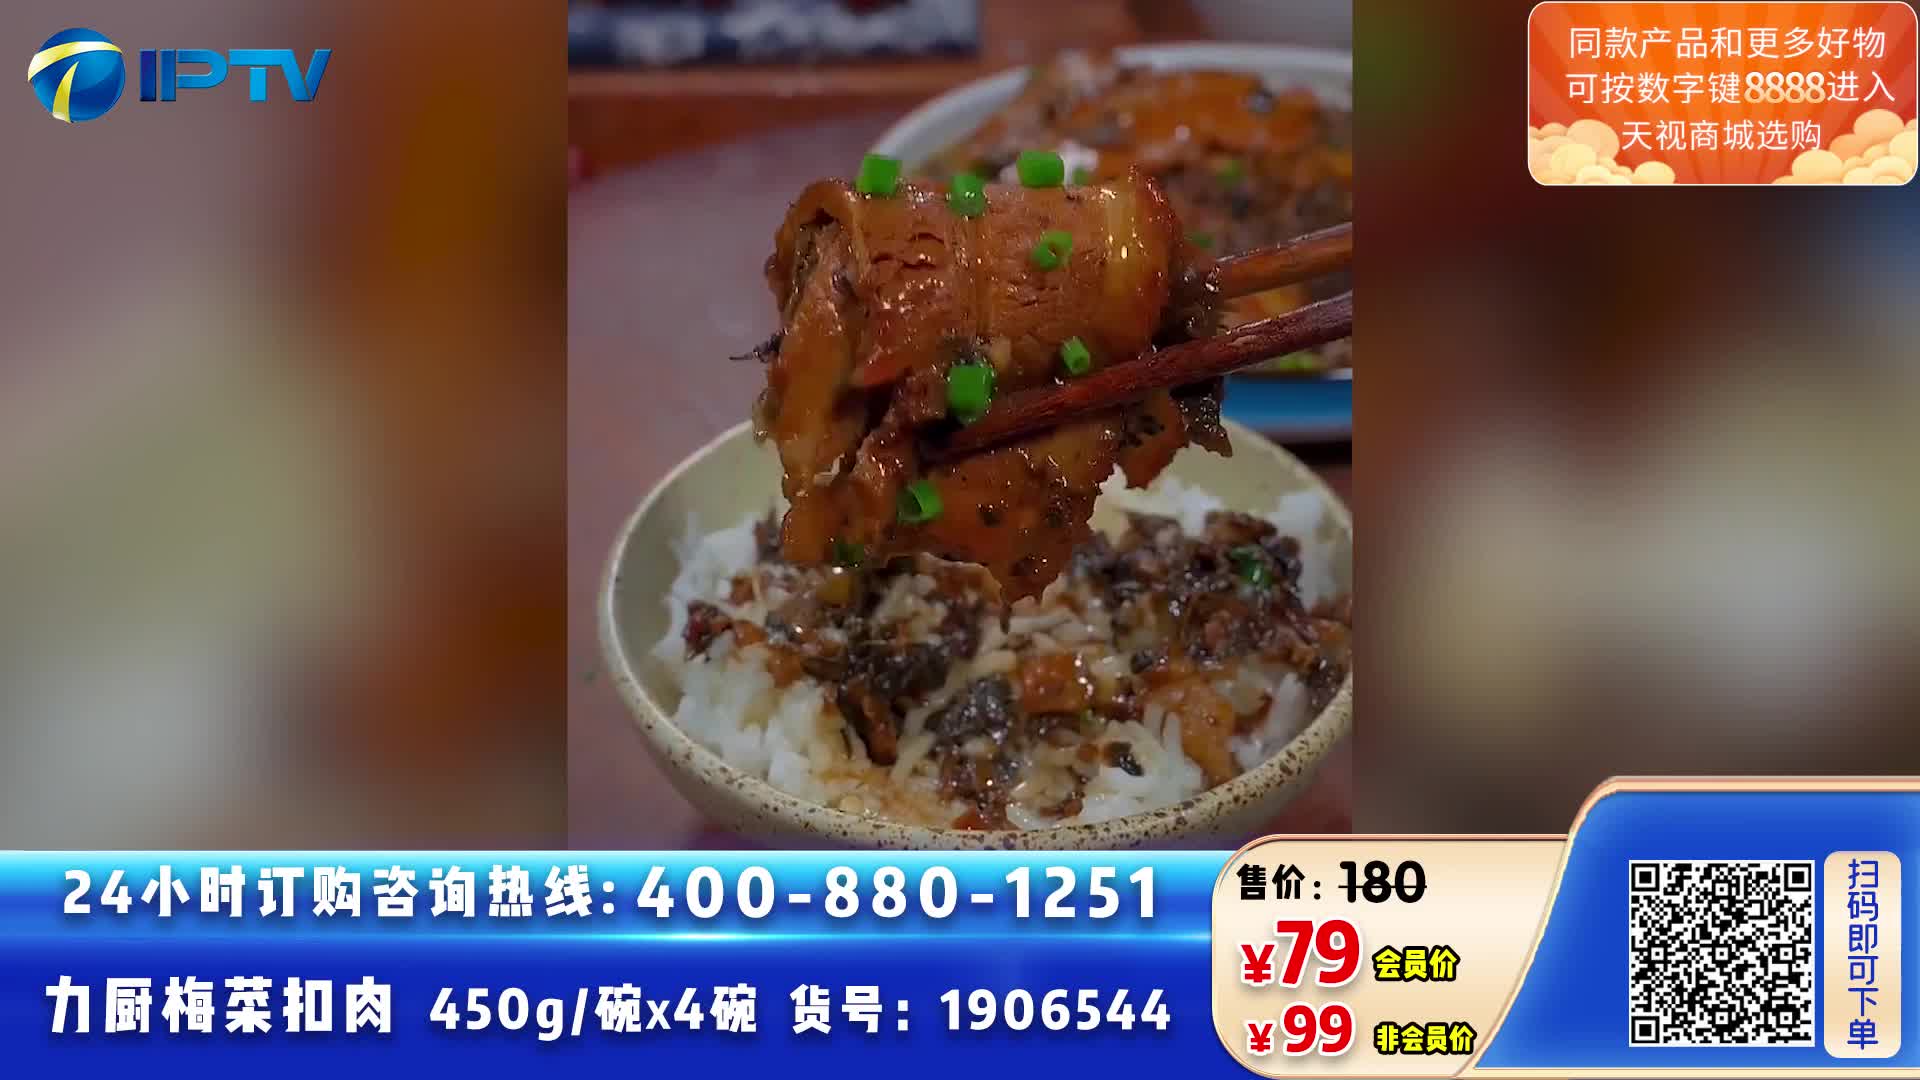 IPTV
同款产品和更多好物
可按数字键8888进入
天视商城选购
24小时订购咨询热线:400-880-1251
力厨梅菜扣肉 450g/碗x4碗 货号：1906544
售价：180
¥79 会员价
¥99 非会员价
扫码即可下单